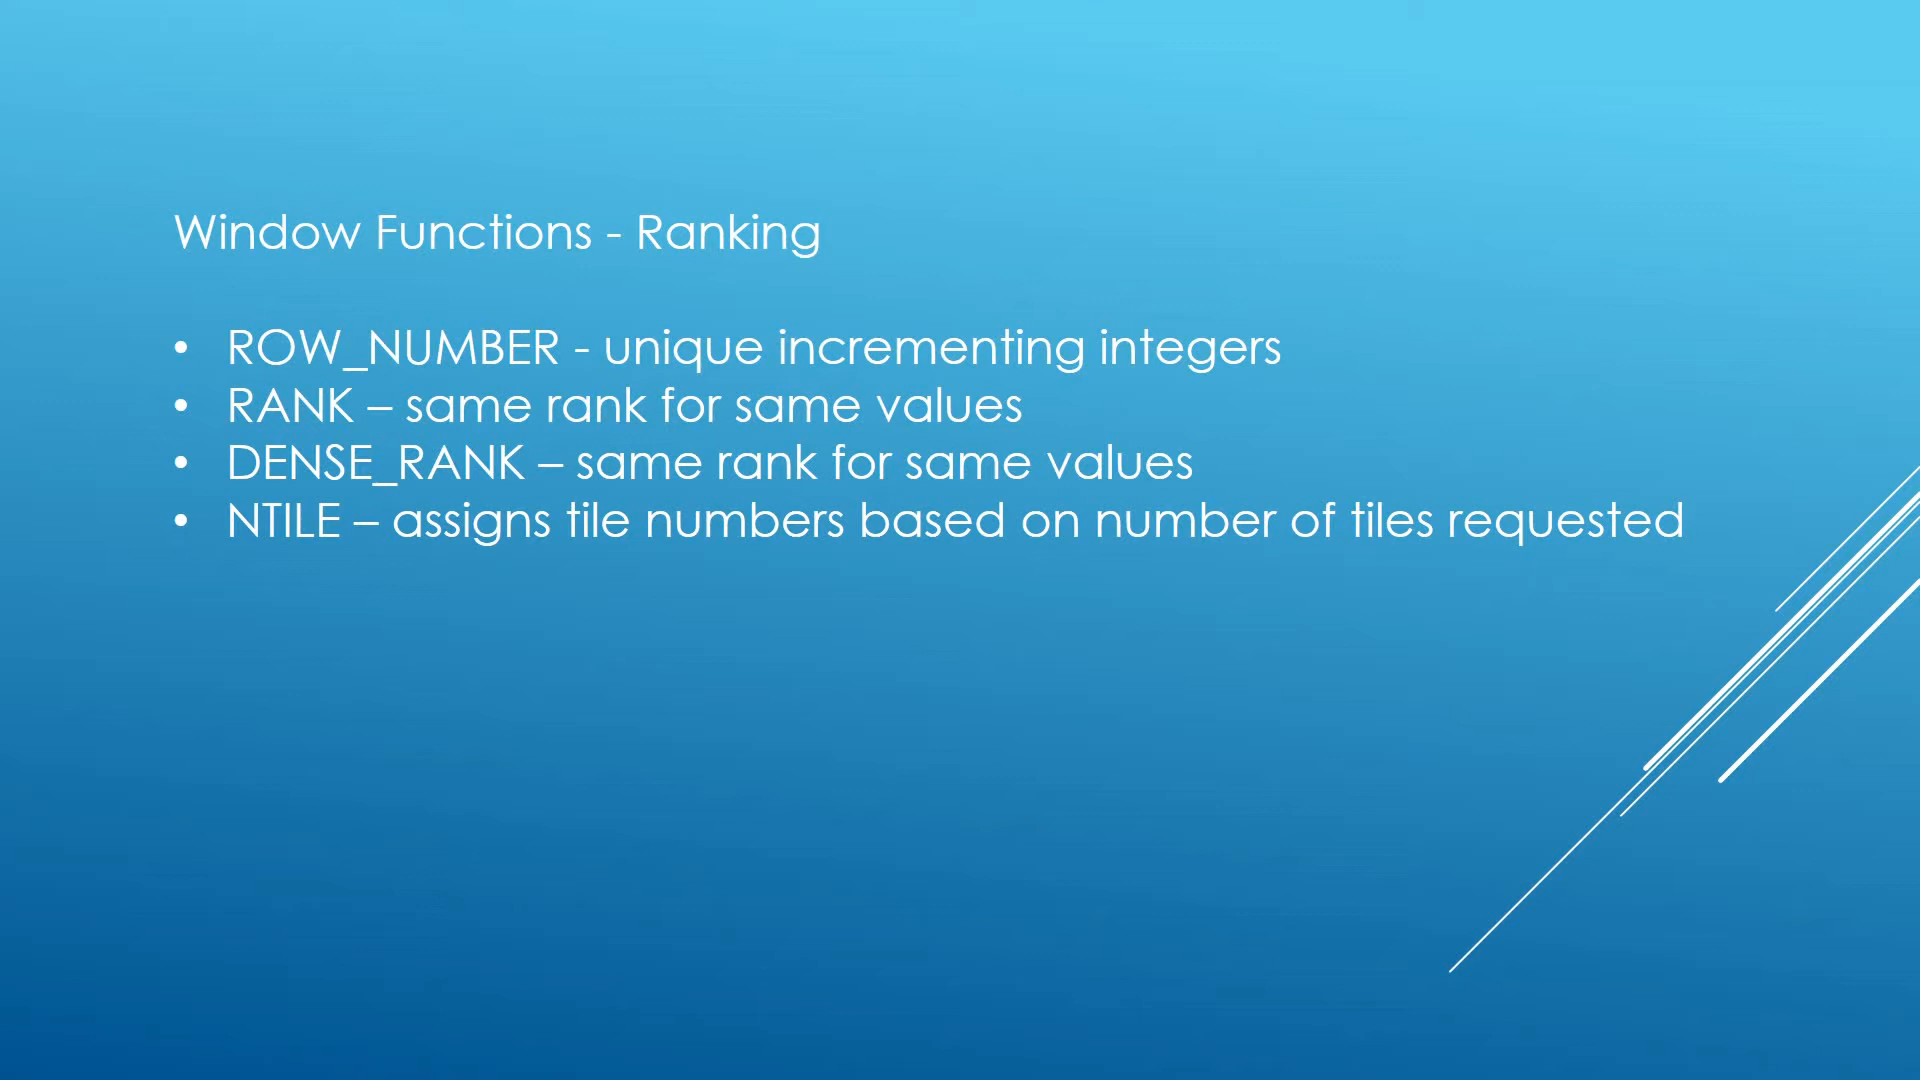 Window Functions - Ranking
• ROW_NUMBER - unique incrementing integers
• RANK – same rank for same values
• DENSE_RANK – same rank for same values
• NTILE – assigns tile numbers based on number of tiles requested